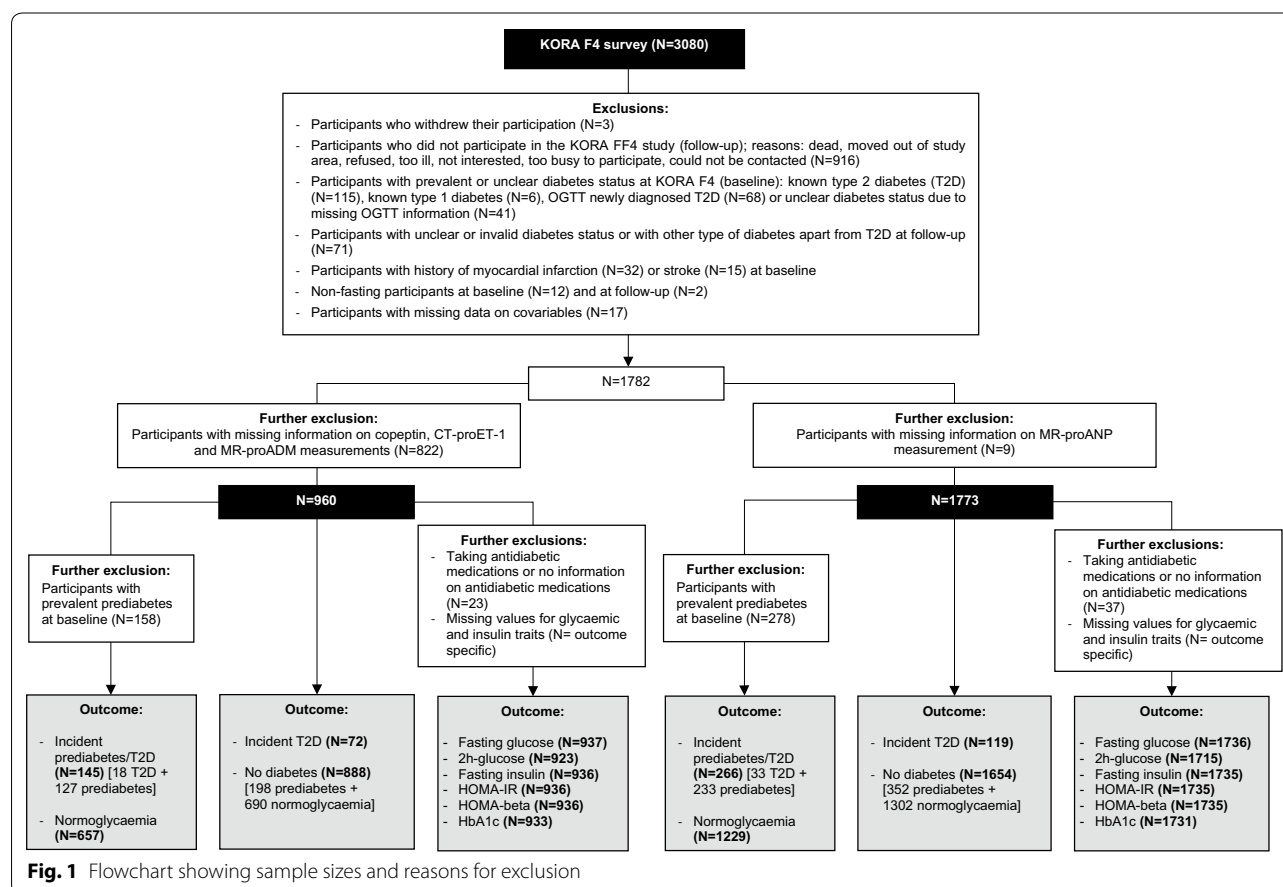 KORA F4 survey (N=3080)
Exclusions:
- Participants who withdrew their participation (N=3)
- Participants who did not participate in the KORA FF4 study (follow-up); reasons: dead, moved out of study
area, refused, too ill, not interested, too busy to participate, could not be contacted (N=916)
- Participants with prevalent or unclear diabetes status at KORA F4 (baseline): known type 2 diabetes (T2D)
(N=115), known type 1 diabetes (N=6), OGTT newly diagnosed T2D (N=68) or unclear diabetes status due to
missing OGTT information (N=41)
- Participants with unclear or invalid diabetes status or with other type of diabetes apart from T2D at follow-up
(N=71)
- Participants with history of myocardial infarction (N=32) or stroke (N=15) at baseline
- Non-fasting participants at baseline (N=12) and at follow-up (N=2)
- Participants with missing data on covariables (N=17)
N=1782
Further exclusion:
Participants with missing information on copeptin, CT-proET-1
and MR-proADM measurements (N=822)
Further exclusion:
Participants with missing information on MR-proANP
measurement (N=9)
N=960
N=1773
Further exclusion:
Participants with
prevalent prediabetes
at baseline (N=158)
Further exclusions:
- Taking antidiabetic
medications or no information
on antidiabetic medications
(N=23)
- Missing values for glycaemic
and insulin traits (N= outcome
specific)
Further exclusion:
Participants with
prevalent prediabetes
at baseline (N=278)
Further exclusions:
- Taking antidiabetic
medications or no information
on antidiabetic medications
(N=37)
- Missing values for glycaemic
and insulin traits (N= outcome
specific)
Outcome:
- Incident
prediabetes/T2D
(N=145) [18 T2D +
127 prediabetes]
- Normoglycaemia
(N=657)
Outcome:
- Incident T2D (N=72)
- No diabetes (N=888)
[198 prediabetes +
690 normoglycaemia]
Outcome:
- Fasting glucose (N=937)
- 2h-glucose (N=923)
- Fasting insulin (N=936)
- HOMA-IR (N=936)
- HOMA-beta (N=936)
- HbA1c (N=933)
Outcome:
- Incident
prediabetes/T2D
(N=266) [33 T2D +
233 prediabetes]
- Normoglycaemia
(N=1229)
Outcome:
- Incident T2D (N=119)
- No diabetes (N=1654)
[352 prediabetes +
1302 normoglycaemia]
Outcome:
- Fasting glucose (N=1736)
- 2h-glucose (N=1715)
- Fasting insulin (N=1735)
- HOMA-IR (N=1735)
- HOMA-beta (N=1735)
- HbA1c (N=1731)
Fig. 1 Flowchart showing sample sizes and reasons for exclusion